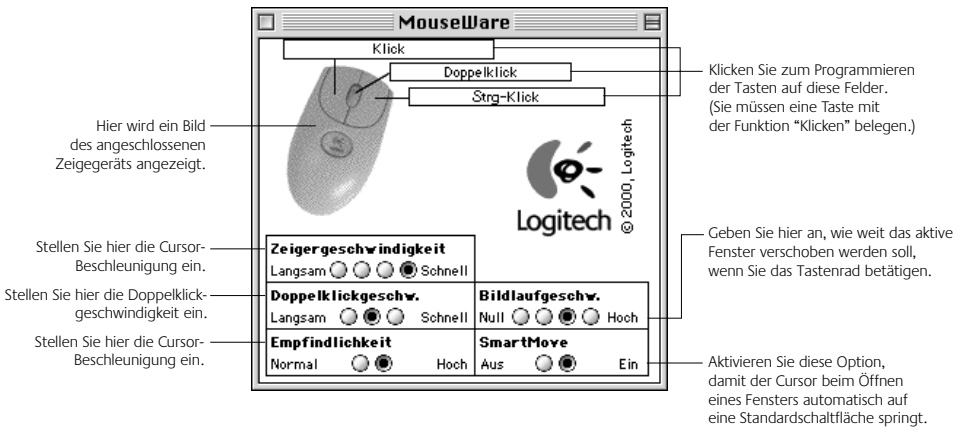 MouseWare
Klick
Doppelklick
Strg-Klick
Klicken Sie zum Programmieren
der Tasten auf diese Felder.
(Sie müssen eine Taste mit
der Funktion “Klicken” belegen.)
Hier wird ein Bild
des angeschlossenen
Zeigegeräts angezeigt.
Logitech
© 2000, Logitech
Stellen Sie hier die Cursor-
Beschleunigung ein.
Zeigergeschwindigkeit
Langsam Schnell
Geben Sie hier an, wie weit das aktive
Fenster verschoben werden soll,
wenn Sie das Tastenrad betätigen.
Stellen Sie hier die Doppelklick-
geschwindigkeit ein.
Doppelklickgeschw.
Langsam Schnell
Bildlaufgeschw.
Null Hoch
Stellen Sie hier die Cursor-
Beschleunigung ein.
Empfindlichkeit
Normal Hoch
SmartMove
Aus Ein
Aktivieren Sie diese Option,
damit der Cursor beim Öffnen
eines Fensters automatisch auf
eine Standardschaltfläche springt.